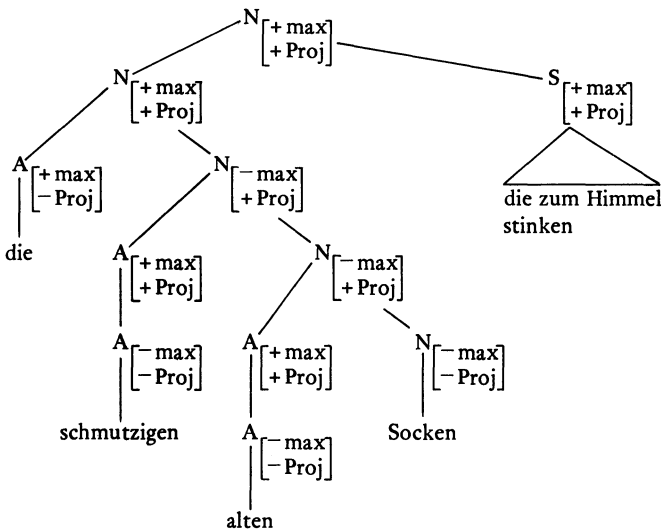 N [+ max + Proj]
N [+ max + Proj]
S [+ max + Proj]
A [+ max − Proj]
N [− max + Proj]
die zum Himmel
stinken
die
A [+ max + Proj]
N [− max + Proj]
A [− max − Proj]
A [+ max + Proj]
N [− max − Proj]
schmutzigen
Socken
A [− max − Proj]
alten